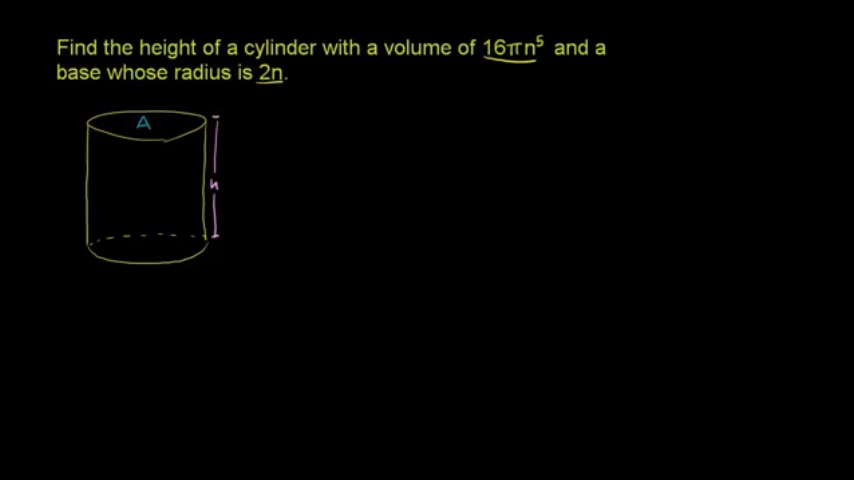 Find the height of a cylinder with a volume of 16πn⁵ and a
base whose radius is 2n.
A
h